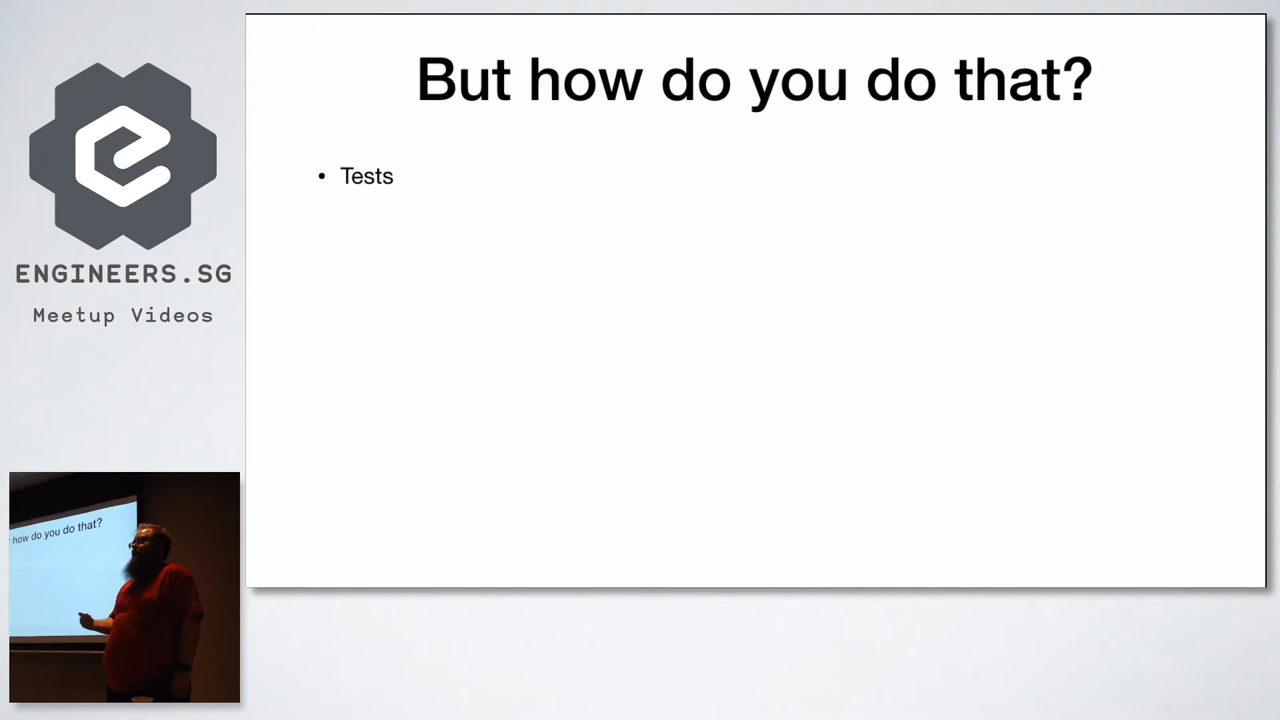 But how do you do that?
• Tests
ENGINEERS.SG
Meetup Videos
how do you do that?